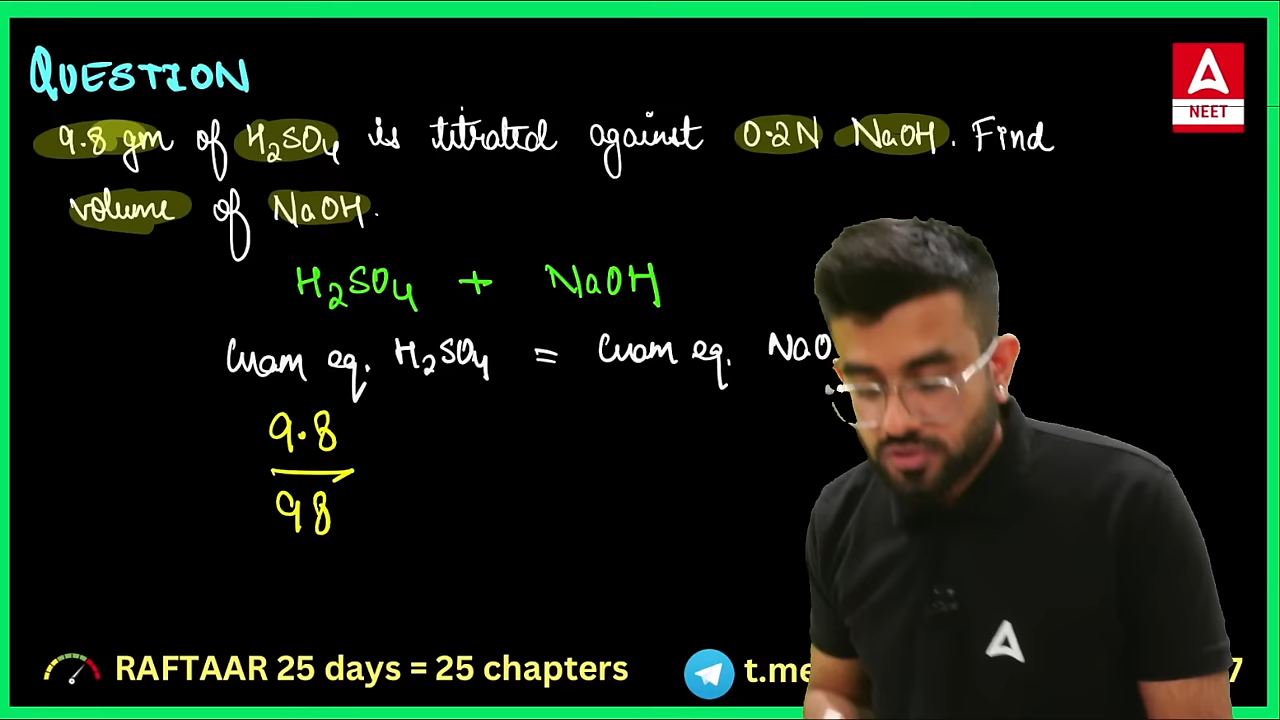 QUESTION
NEET
9.8 gm of H₂SO₄ is titrated against 0.2N NaOH. Find
volume of NaOH.
H₂SO₄ + NaOH
Gram eq. H₂SO₄ = Gram eq. NaO
9.8
98
RAFTAAR 25 days = 25 chapters
t.me
7